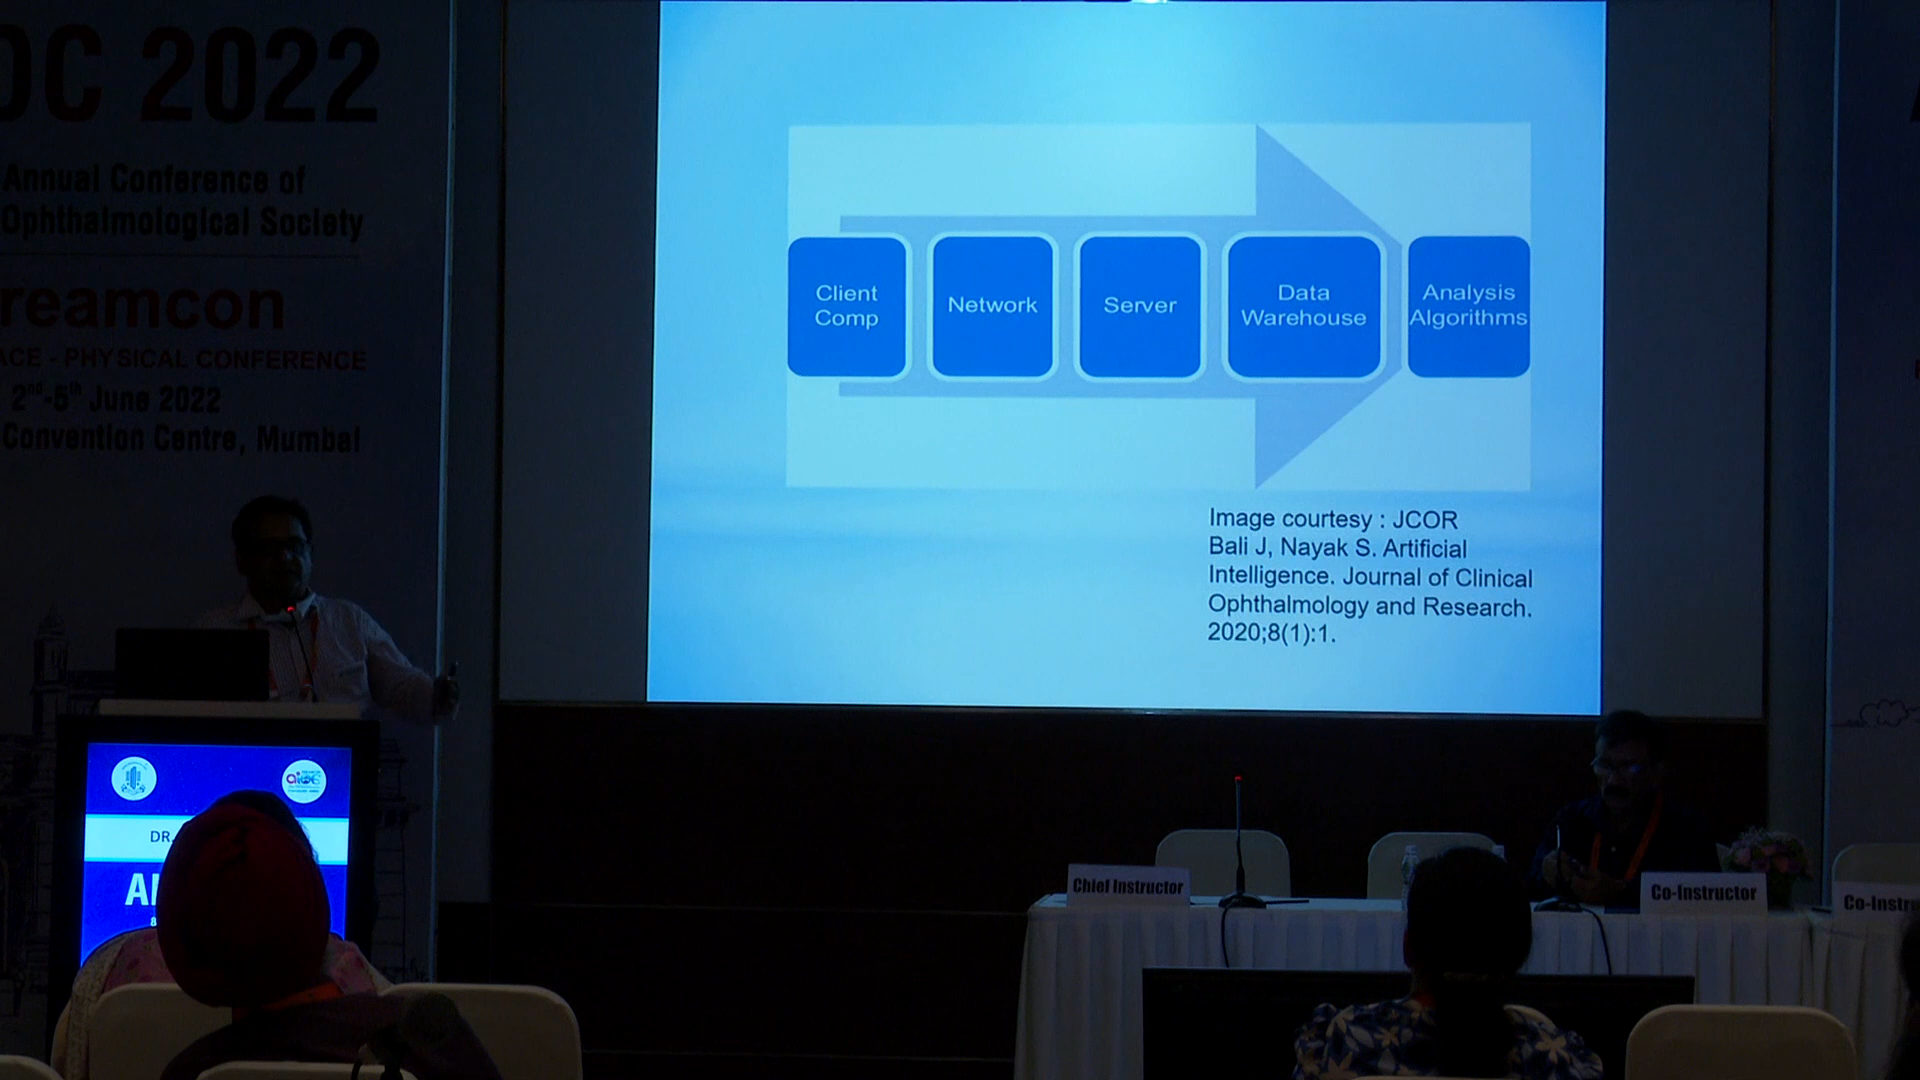 OC 2022
Annual Conference of
Ophthalmological Society
reamcon
ACE - PHYSICAL CONFERENCE
2nd-5th June 2022
Convention Centre, Mumbai
Client
Comp
Network
Server
Data
Warehouse
Analysis
Algorithms
Image courtesy : JCOR
Bali J, Nayak S. Artificial
Intelligence. Journal of Clinical
Ophthalmology and Research.
2020;8(1):1.
DR.
Chief Instructor
Co-Instructor
Co-Instru